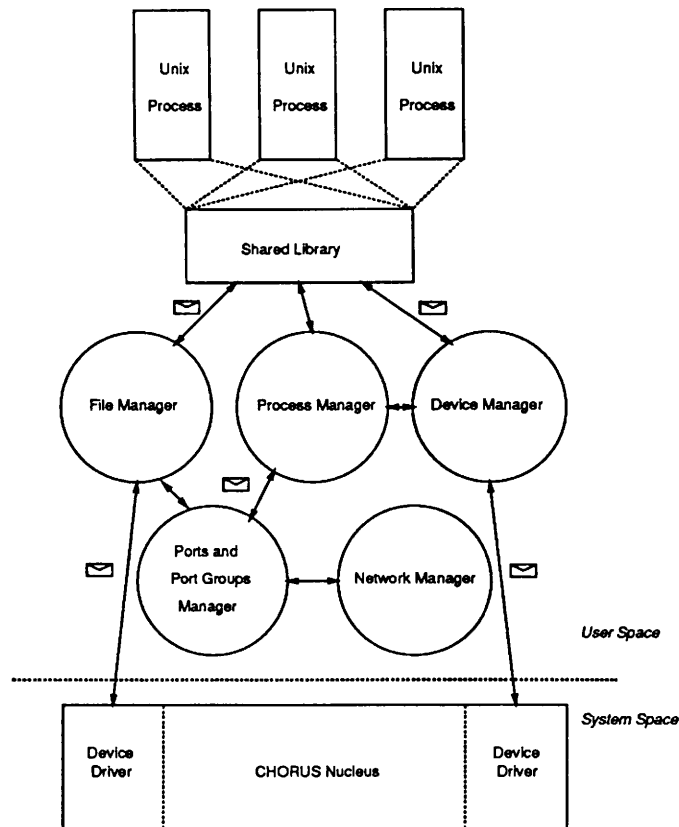 Unix
Process
Unix
Process
Unix
Process
Shared Library
File Manager
Process Manager
Device Manager
Ports and
Port Groups
Manager
Network Manager
User Space
System Space
Device
Driver
CHORUS Nucleus
Device
Driver